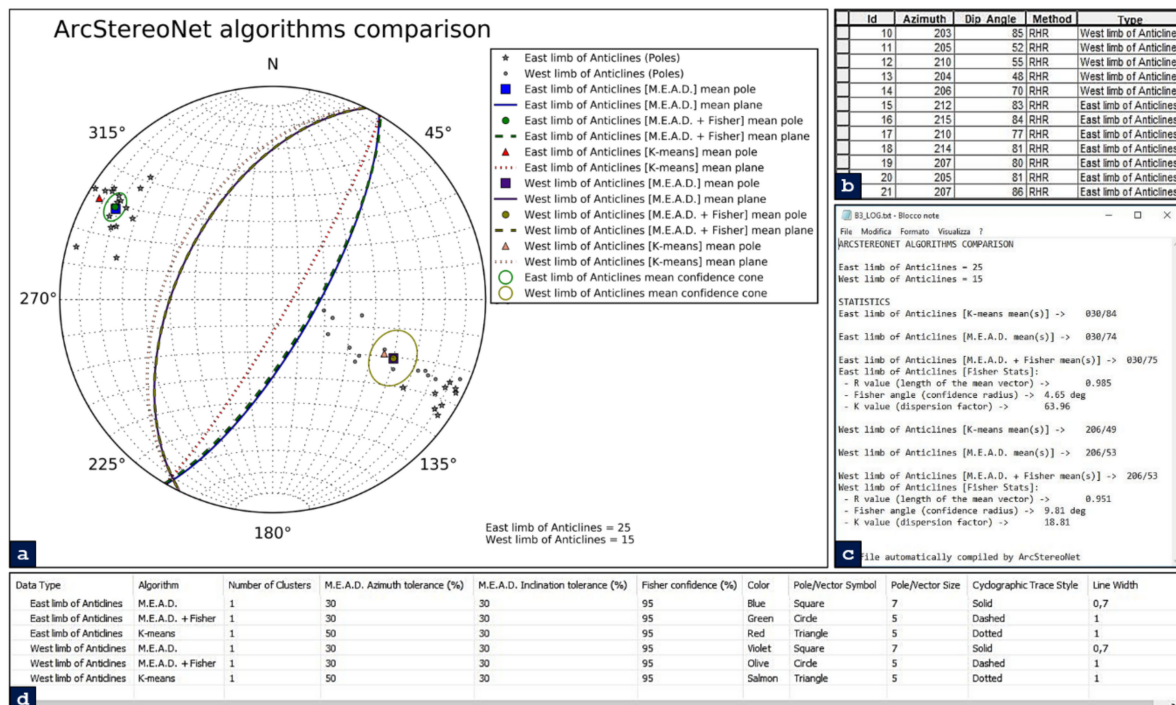 ArcStereoNet algorithms comparison
N
45°
135°
180°
225°
270°
315°
East limb of Anticlines (Poles)
West limb of Anticlines (Poles)
East limb of Anticlines [M.E.A.D.] mean pole
East limb of Anticlines [M.E.A.D.] mean plane
East limb of Anticlines [M.E.A.D. + Fisher] mean pole
East limb of Anticlines [M.E.A.D. + Fisher] mean plane
East limb of Anticlines [K-means] mean pole
East limb of Anticlines [K-means] mean plane
West limb of Anticlines [M.E.A.D.] mean pole
West limb of Anticlines [M.E.A.D.] mean plane
West limb of Anticlines [M.E.A.D. + Fisher] mean pole
West limb of Anticlines [M.E.A.D. + Fisher] mean plane
West limb of Anticlines [K-means] mean pole
West limb of Anticlines [K-means] mean plane
East limb of Anticlines mean confidence cone
West limb of Anticlines mean confidence cone
East limb of Anticlines = 25
West limb of Anticlines = 15
a
Id Azimuth Dip_Angle Method Type
10 203 85 RHR West limb of Anticline
11 205 52 RHR West limb of Anticline
12 210 55 RHR West limb of Anticline
13 204 48 RHR West limb of Anticline
14 206 70 RHR West limb of Anticline
15 212 83 RHR East limb of Anticlines
16 215 84 RHR East limb of Anticlines
17 210 77 RHR East limb of Anticlines
18 214 81 RHR East limb of Anticlines
19 207 80 RHR East limb of Anticlines
20 205 81 RHR East limb of Anticlines
21 207 86 RHR East limb of Anticlines
b
B3_LOG.txt - Blocco note
File Modifica Formato Visualizza ?
ARCSTEREONET ALGORITHMS COMPARISON
East limb of Anticlines = 25
West limb of Anticlines = 15
STATISTICS
East limb of Anticlines [K-means mean(s)] -> 030/84
East limb of Anticlines [M.E.A.D. mean(s)] -> 030/74
East limb of Anticlines [M.E.A.D. + Fisher mean(s)] -> 030/75
East limb of Anticlines [Fisher Stats]:
- R value (length of the mean vector) -> 0.985
- Fisher angle (confidence radius) -> 4.65 deg
- K value (dispersion factor) -> 63.96
West limb of Anticlines [K-means mean(s)] -> 206/49
West limb of Anticlines [M.E.A.D. mean(s)] -> 206/53
West limb of Anticlines [M.E.A.D. + Fisher mean(s)] -> 206/53
West limb of Anticlines [Fisher Stats]:
- R value (length of the mean vector) -> 0.951
- Fisher angle (confidence radius) -> 9.81 deg
- K value (dispersion factor) -> 18.81
File automatically compiled by ArcStereoNet
c
Data Type Algorithm Number of Clusters M.E.A.D. Azimuth tolerance (%) M.E.A.D. Inclination tolerance (%) Fisher confidence (%) Color Pole/Vector Symbol Pole/Vector Size Cyclographic Trace Style Line Width
East limb of Anticlines M.E.A.D. 1 30 30 95 Blue Square 7 Solid 0,7
East limb of Anticlines M.E.A.D. + Fisher 1 30 30 95 Green Circle 5 Dashed 1
East limb of Anticlines K-means 1 50 30 95 Red Triangle 5 Dotted 1
West limb of Anticlines M.E.A.D. 1 30 30 95 Violet Square 7 Solid 0,7
West limb of Anticlines M.E.A.D. + Fisher 1 30 30 95 Olive Circle 5 Dashed 1
West limb of Anticlines K-means 1 50 30 95 Salmon Triangle 5 Dotted 1
d